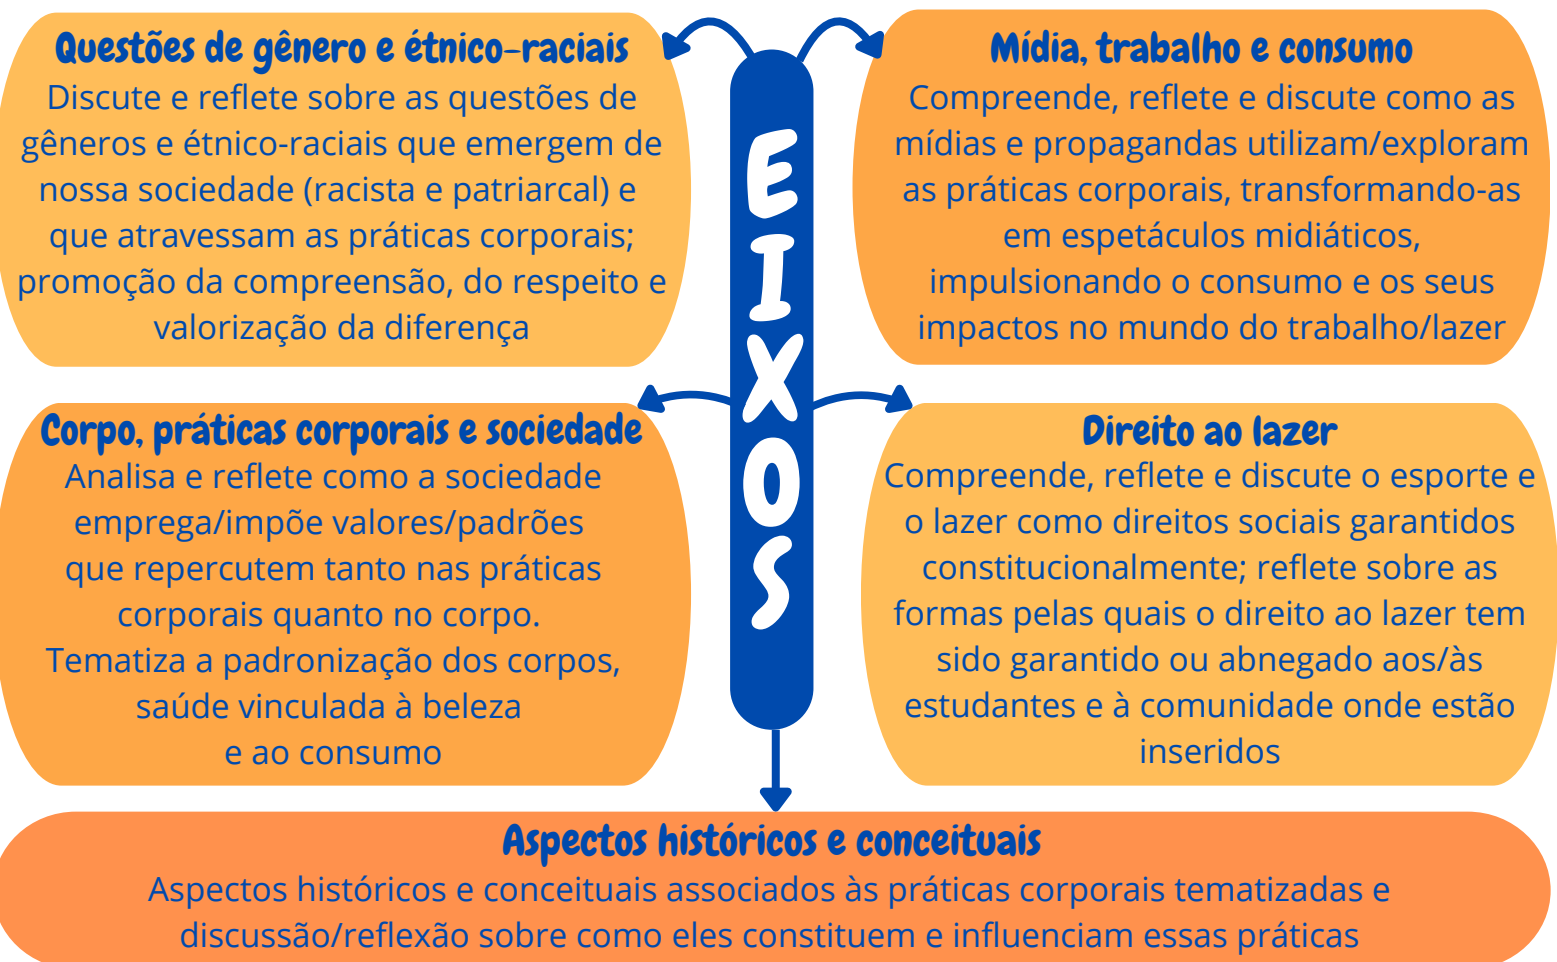 Questões de gênero e étnico-raciais
Discute e reflete sobre as questões de
gêneros e étnico-raciais que emergem de
nossa sociedade (racista e patriarcal) e
que atravessam as práticas corporais;
promoção da compreensão, do respeito e
valorização da diferença
Mídia, trabalho e consumo
Compreende, reflete e discute como as
mídias e propagandas utilizam/exploram
as práticas corporais, transformando-as
em espetáculos midiáticos,
impulsionando o consumo e os seus
impactos no mundo do trabalho/lazer
EIXOS
Corpo, práticas corporais e sociedade
Analisa e reflete como a sociedade
emprega/impõe valores/padrões
que repercutem tanto nas práticas
corporais quanto no corpo.
Tematiza a padronização dos corpos,
saúde vinculada à beleza
e ao consumo
Direito ao lazer
Compreende, reflete e discute o esporte e
o lazer como direitos sociais garantidos
constitucionalmente; reflete sobre as
formas pelas quais o direito ao lazer tem
sido garantido ou abnegado aos/às
estudantes e à comunidade onde estão
inseridos
Aspectos históricos e conceituais
Aspectos históricos e conceituais associados às práticas corporais tematizadas e
discussão/reflexão sobre como eles constituem e influenciam essas práticas